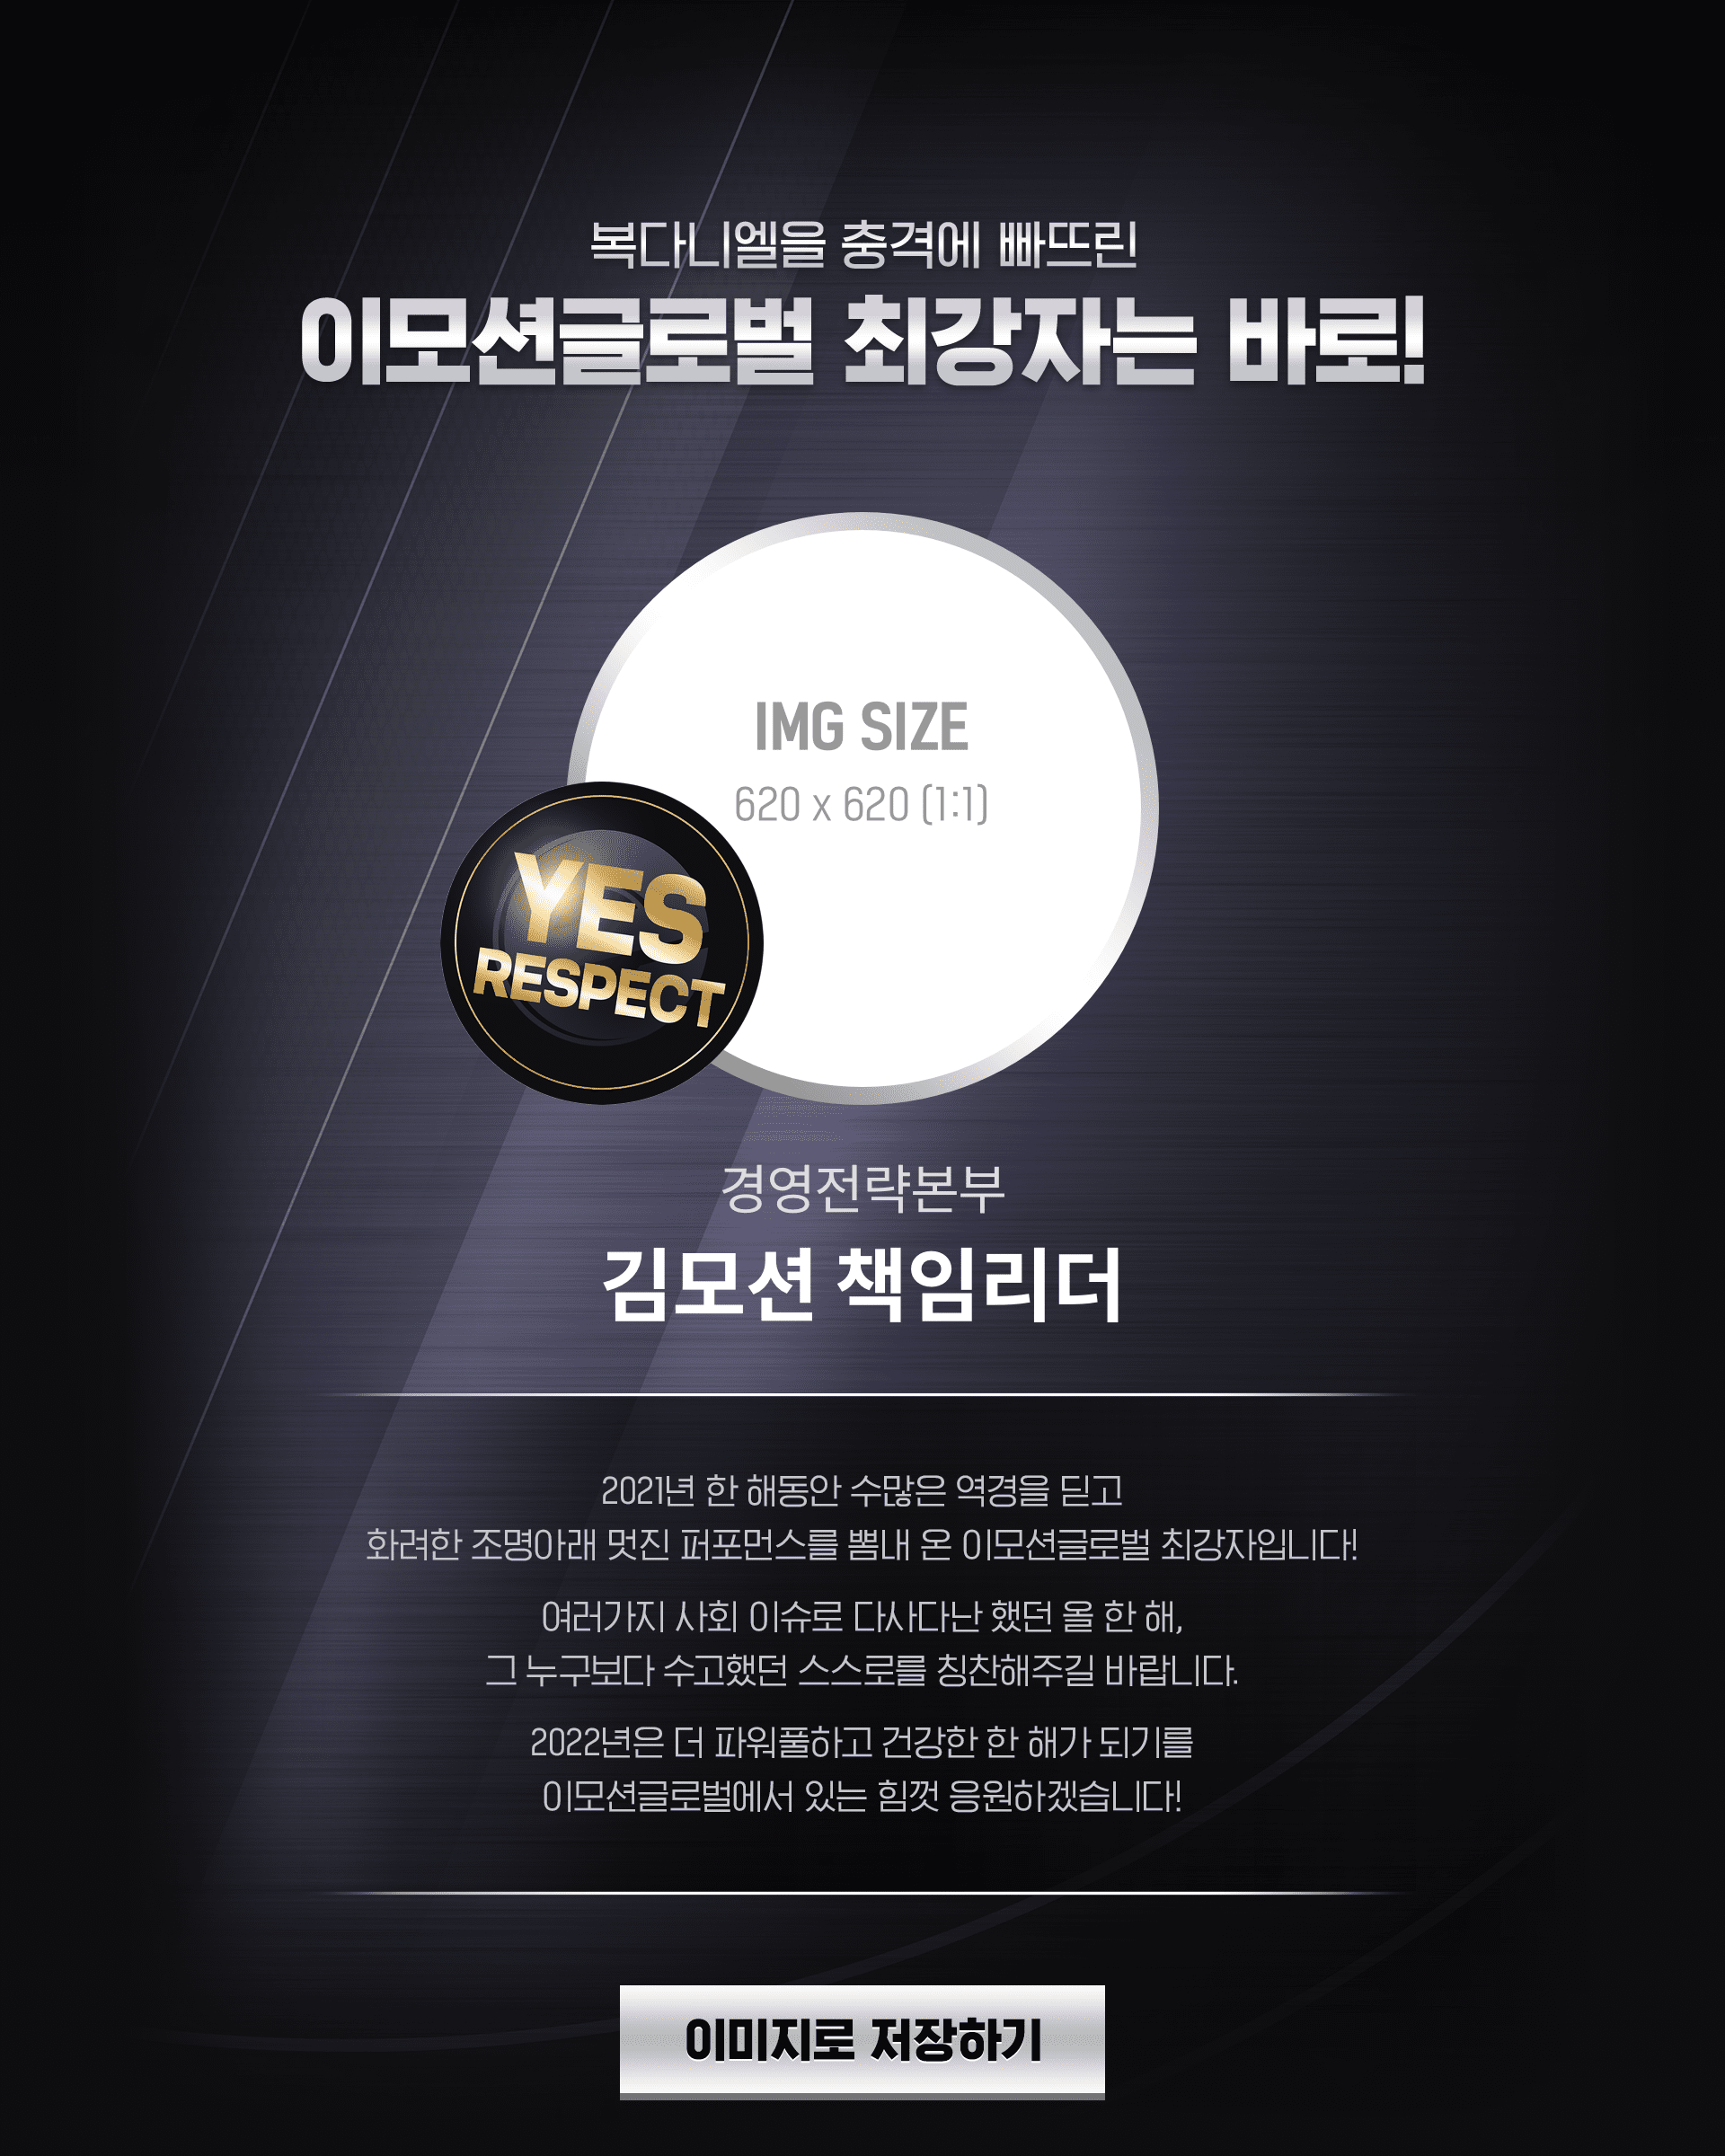 복다니엘을 충격에 빠뜨린
이모션글로벌 최강자는 바로!
IMG SIZE
620 x 620 (1:1)
YES
RESPECT
경영전략본부
김모션 책임리더
2021년 한 해동안 수많은 역경을 딛고
화려한 조명아래 멋진 퍼포먼스를 뽐내 온 이모션글로벌 최강자입니다!
여러가지 사회 이슈로 다사다난 했던 올 한 해,
그 누구보다 수고했던 스스로를 칭찬해주길 바랍니다.
2022년은 더 파워풀하고 건강한 한 해가 되기를
이모션글로벌에서 있는 힘껏 응원하겠습니다!
이미지로 저장하기